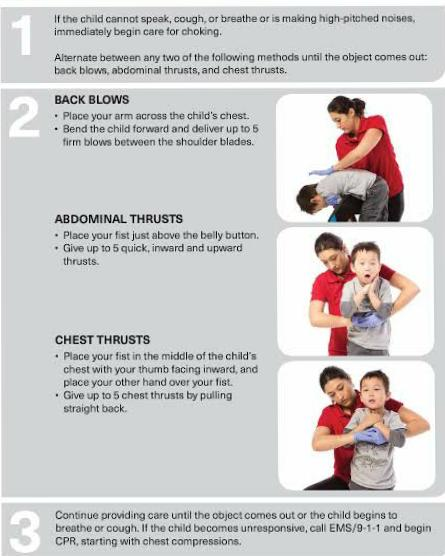 1
If the child cannot speak, cough, or breathe or is making high-pitched noises,
immediately begin care for choking.
Alternate between any two of the following methods until the object comes out:
back blows, abdominal thrusts, and chest thrusts.
2
BACK BLOWS
• Place your arm across the child's chest.
• Bend the child forward and deliver up to 5
firm blows between the shoulder blades.
ABDOMINAL THRUSTS
• Place your fist just above the belly button.
• Give up to 5 quick, inward and upward
thrusts.
CHEST THRUSTS
• Place your fist in the middle of the child's
chest with your thumb facing inward, and
place your other hand over your fist.
• Give up to 5 chest thrusts by pulling
straight back.
3
Continue providing care until the object comes out or the child begins to
breathe or cough. If the child becomes unresponsive, call EMS/9-1-1 and begin
CPR, starting with chest compressions.